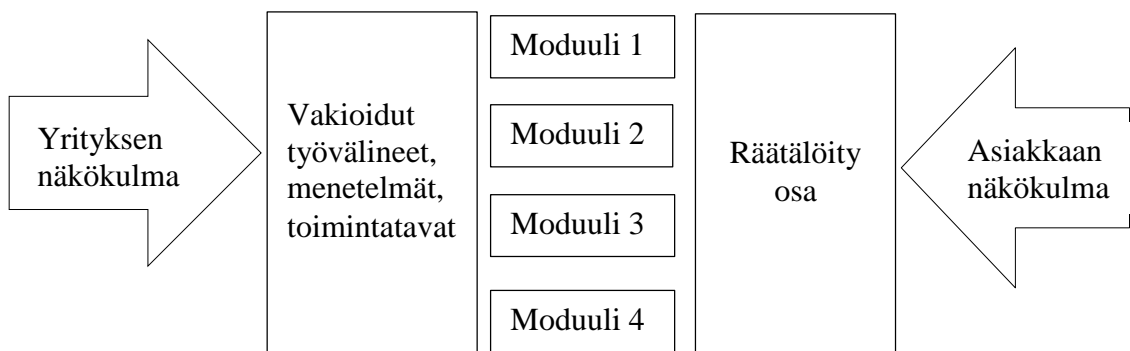 Yrityksen
näkökulma
Vakioidut
työvälineet,
menetelmät,
toimintatavat
Moduuli 1
Moduuli 2
Moduuli 3
Moduuli 4
Räätälöity
osa
Asiakkaan
näkökulma